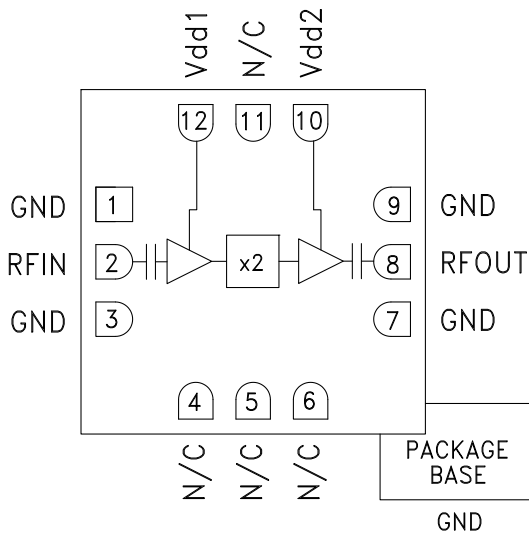 Vdd1
N/C
Vdd2
12
11
10
GND
1
9
GND
RFIN
2
x2
8
RFOUT
GND
3
7
GND
4
5
6
N/C
N/C
N/C
PACKAGE
BASE
GND